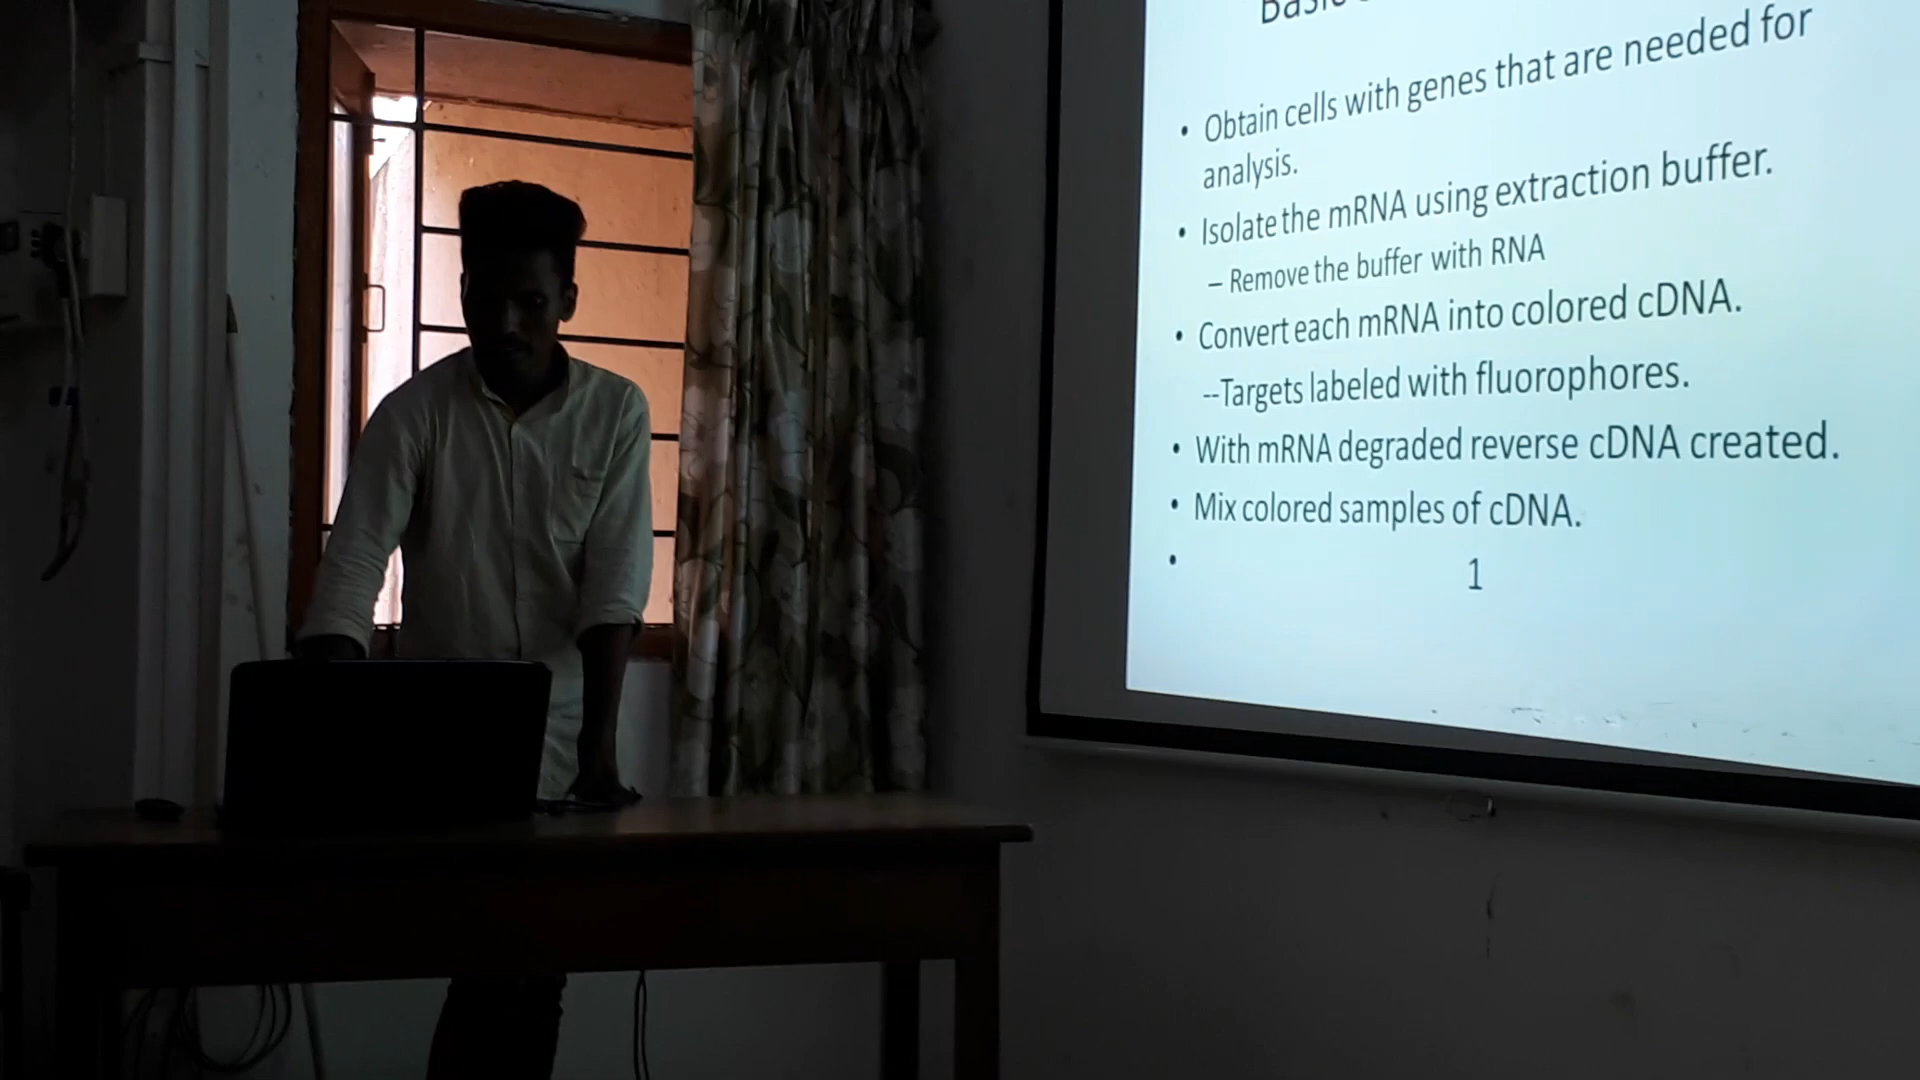 Basic
• Obtain cells with genes that are needed for
analysis.
• Isolate the mRNA using extraction buffer.
– Remove the buffer with RNA
• Convert each mRNA into colored cDNA.
--Targets labeled with fluorophores.
• With mRNA degraded reverse cDNA created.
• Mix colored samples of cDNA.
•
1